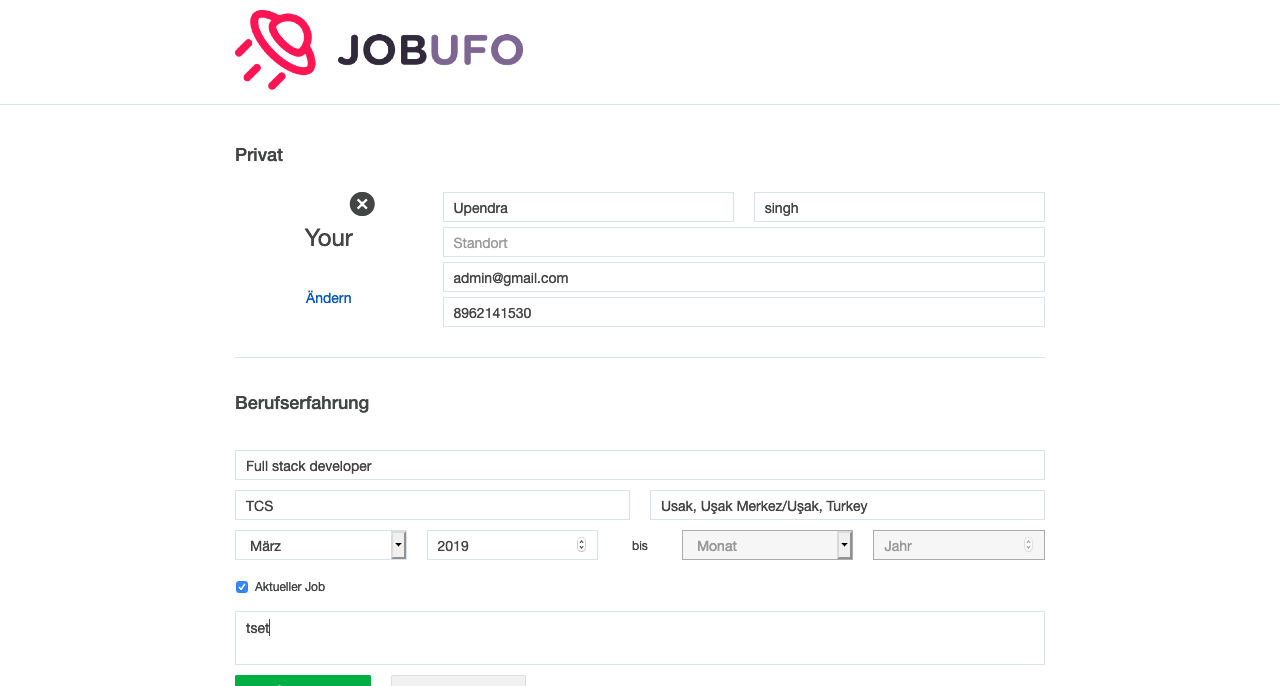 JOBUFO
Privat
Your
Ändern
Upendra
singh
Standort
admin@gmail.com
8962141530
Berufserfahrung
Full stack developer
TCS
Usak, Uşak Merkez/Uşak, Turkey
März
2019
bis
Monat
Jahr
Aktueller Job
tset